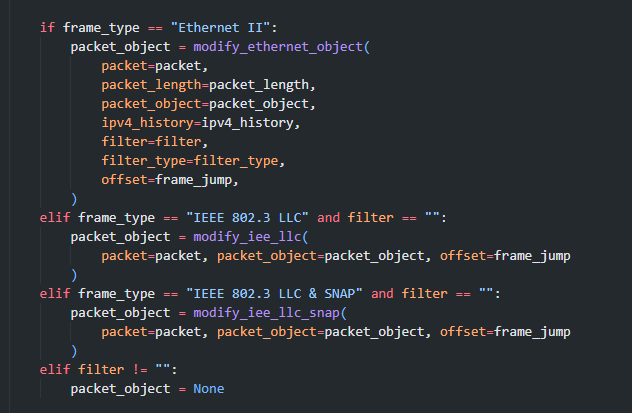 if frame_type == "Ethernet II":
    packet_object = modify_ethernet_object(
        packet=packet,
        packet_length=packet_length,
        packet_object=packet_object,
        ipv4_history=ipv4_history,
        filter=filter,
        filter_type=filter_type,
        offset=frame_jump,
    )
elif frame_type == "IEEE 802.3 LLC" and filter == "":
    packet_object = modify_iee_llc(
        packet=packet, packet_object=packet_object, offset=frame_jump
    )
elif frame_type == "IEEE 802.3 LLC & SNAP" and filter == "":
    packet_object = modify_iee_llc_snap(
        packet=packet, packet_object=packet_object, offset=frame_jump
    )
elif filter != "":
    packet_object = None